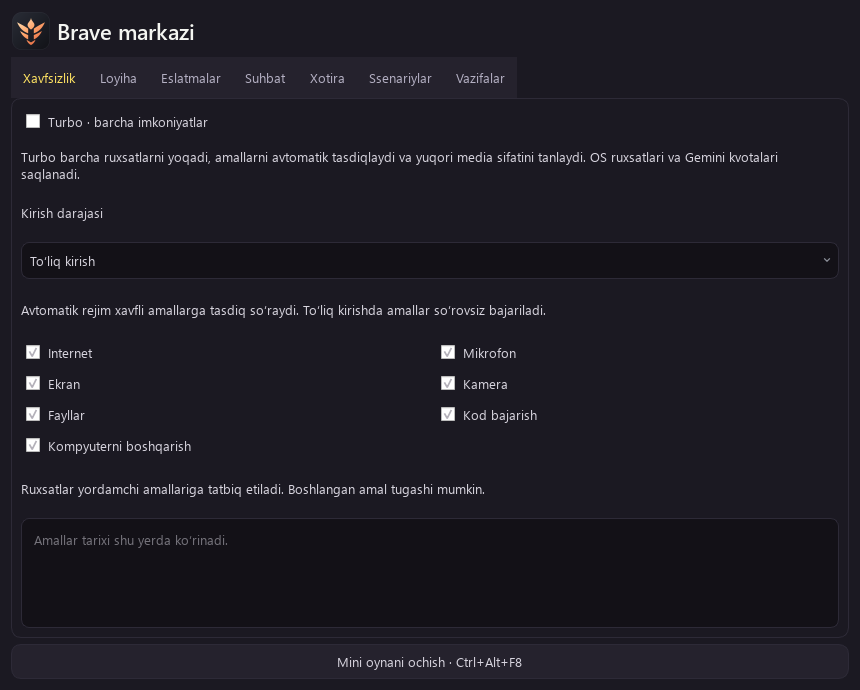 Brave markazi
Xavfsizlik Loyiha Eslatmalar Suhbat Xotira Ssenariylar Vazifalar
Turbo · barcha imkoniyatlar
Turbo barcha ruxsatlarni yoqadi, amallarni avtomatik tasdiqlaydi va yuqori media sifatini tanlaydi. OS ruxsatlari va Gemini kvotalari
saqlanadi.
Kirish darajasi
To‘liq kirish
Avtomatik rejim xavfli amallarga tasdiq so‘raydi. To‘liq kirishda amallar so‘rovsiz bajariladi.
Internet Mikrofon
Ekran Kamera
Fayllar Kod bajarish
Kompyuterni boshqarish
Ruxsatlar yordamchi amallariga tatbiq etiladi. Boshlangan amal tugashi mumkin.
Amallar tarixi shu yerda ko‘rinadi.
Mini oynani ochish · Ctrl+Alt+F8